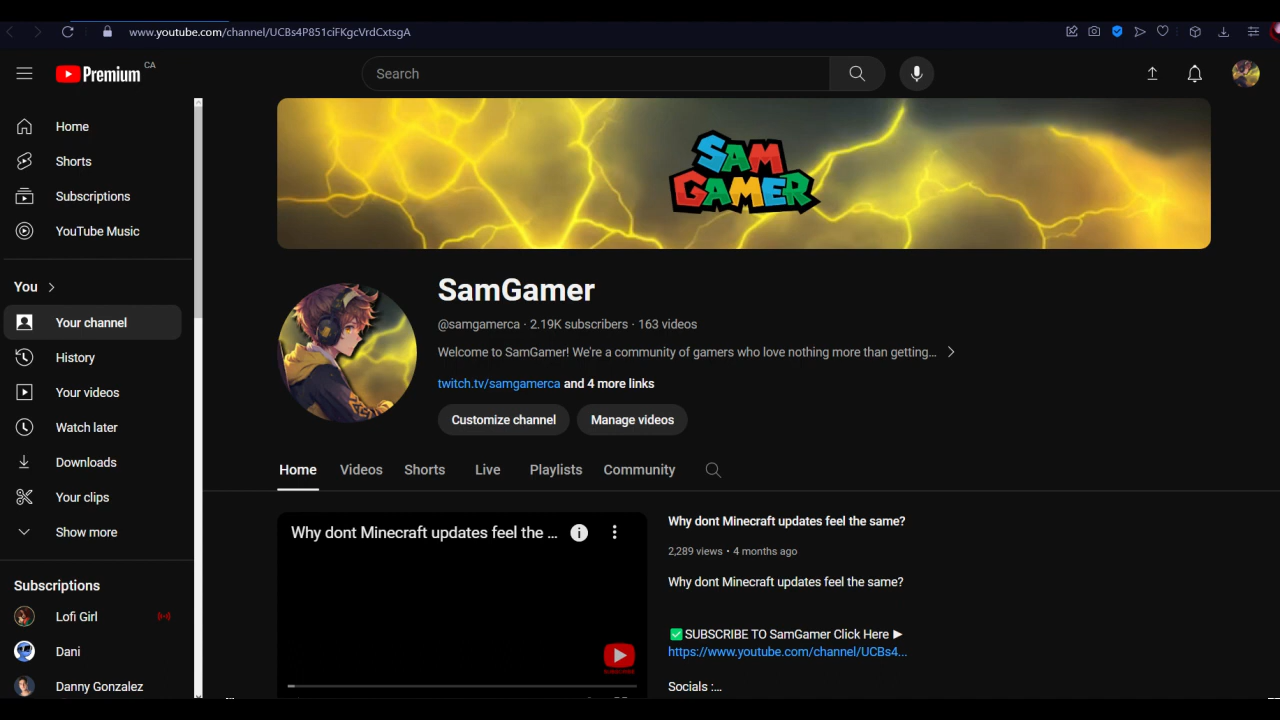 www.youtube.com/channel/UCBs4P851ciFKgcVrdCxtsgA
Premium CA
Search
Home
Shorts
Subscriptions
YouTube Music
You
Your channel
History
Your videos
Watch later
Downloads
Your clips
Show more
Subscriptions
Lofi Girl
Dani
Danny Gonzalez
SAM
GAMER
SamGamer
@samgamerca · 2.19K subscribers · 163 videos
Welcome to SamGamer! We're a community of gamers who love nothing more than getting...
twitch.tv/samgamerca and 4 more links
Customize channel Manage videos
Home Videos Shorts Live Playlists Community
Why dont Minecraft updates feel the ...
Why dont Minecraft updates feel the same?
2,289 views • 4 months ago
Why dont Minecraft updates feel the same?
✅ SUBSCRIBE TO SamGamer Click Here ►
https://www.youtube.com/channel/UCBs4...
Socials :...